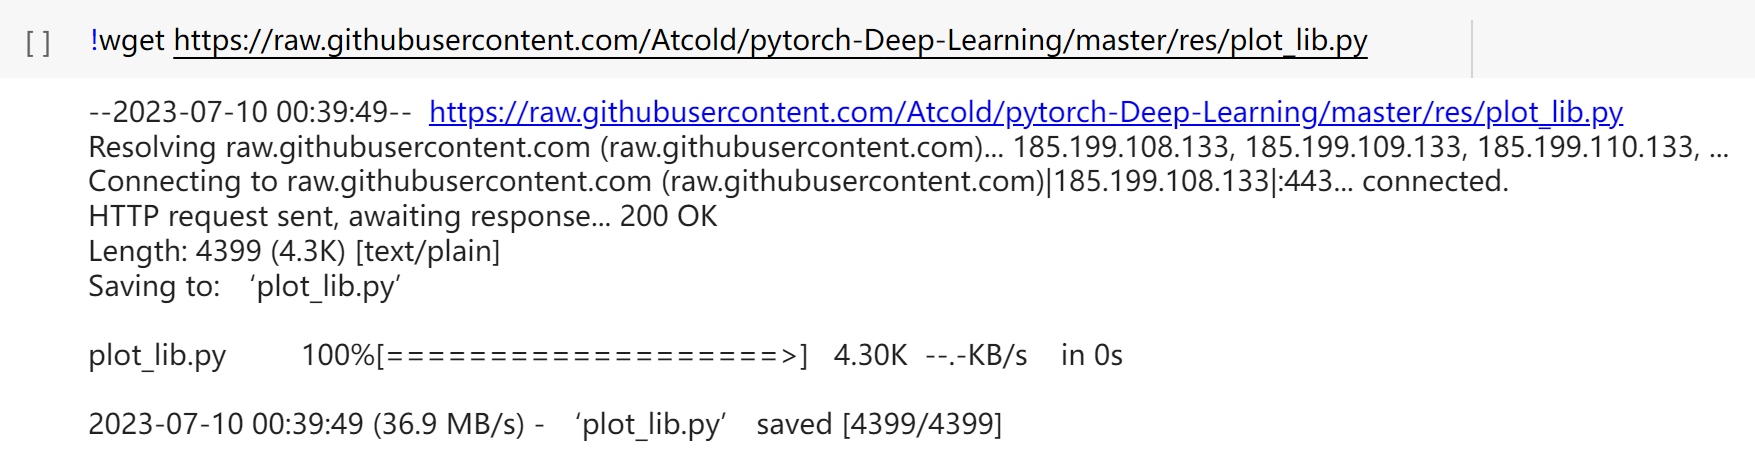 [ ] !wget https://raw.githubusercontent.com/Atcold/pytorch-Deep-Learning/master/res/plot_lib.py
--2023-07-10 00:39:49-- https://raw.githubusercontent.com/Atcold/pytorch-Deep-Learning/master/res/plot_lib.py
Resolving raw.githubusercontent.com (raw.githubusercontent.com)... 185.199.108.133, 185.199.109.133, 185.199.110.133, ...
Connecting to raw.githubusercontent.com (raw.githubusercontent.com)|185.199.108.133|:443... connected.
HTTP request sent, awaiting response... 200 OK
Length: 4399 (4.3K) [text/plain]
Saving to: ‘plot_lib.py’
plot_lib.py 100%[===================>] 4.30K --.-KB/s in 0s
2023-07-10 00:39:49 (36.9 MB/s) - ‘plot_lib.py’ saved [4399/4399]